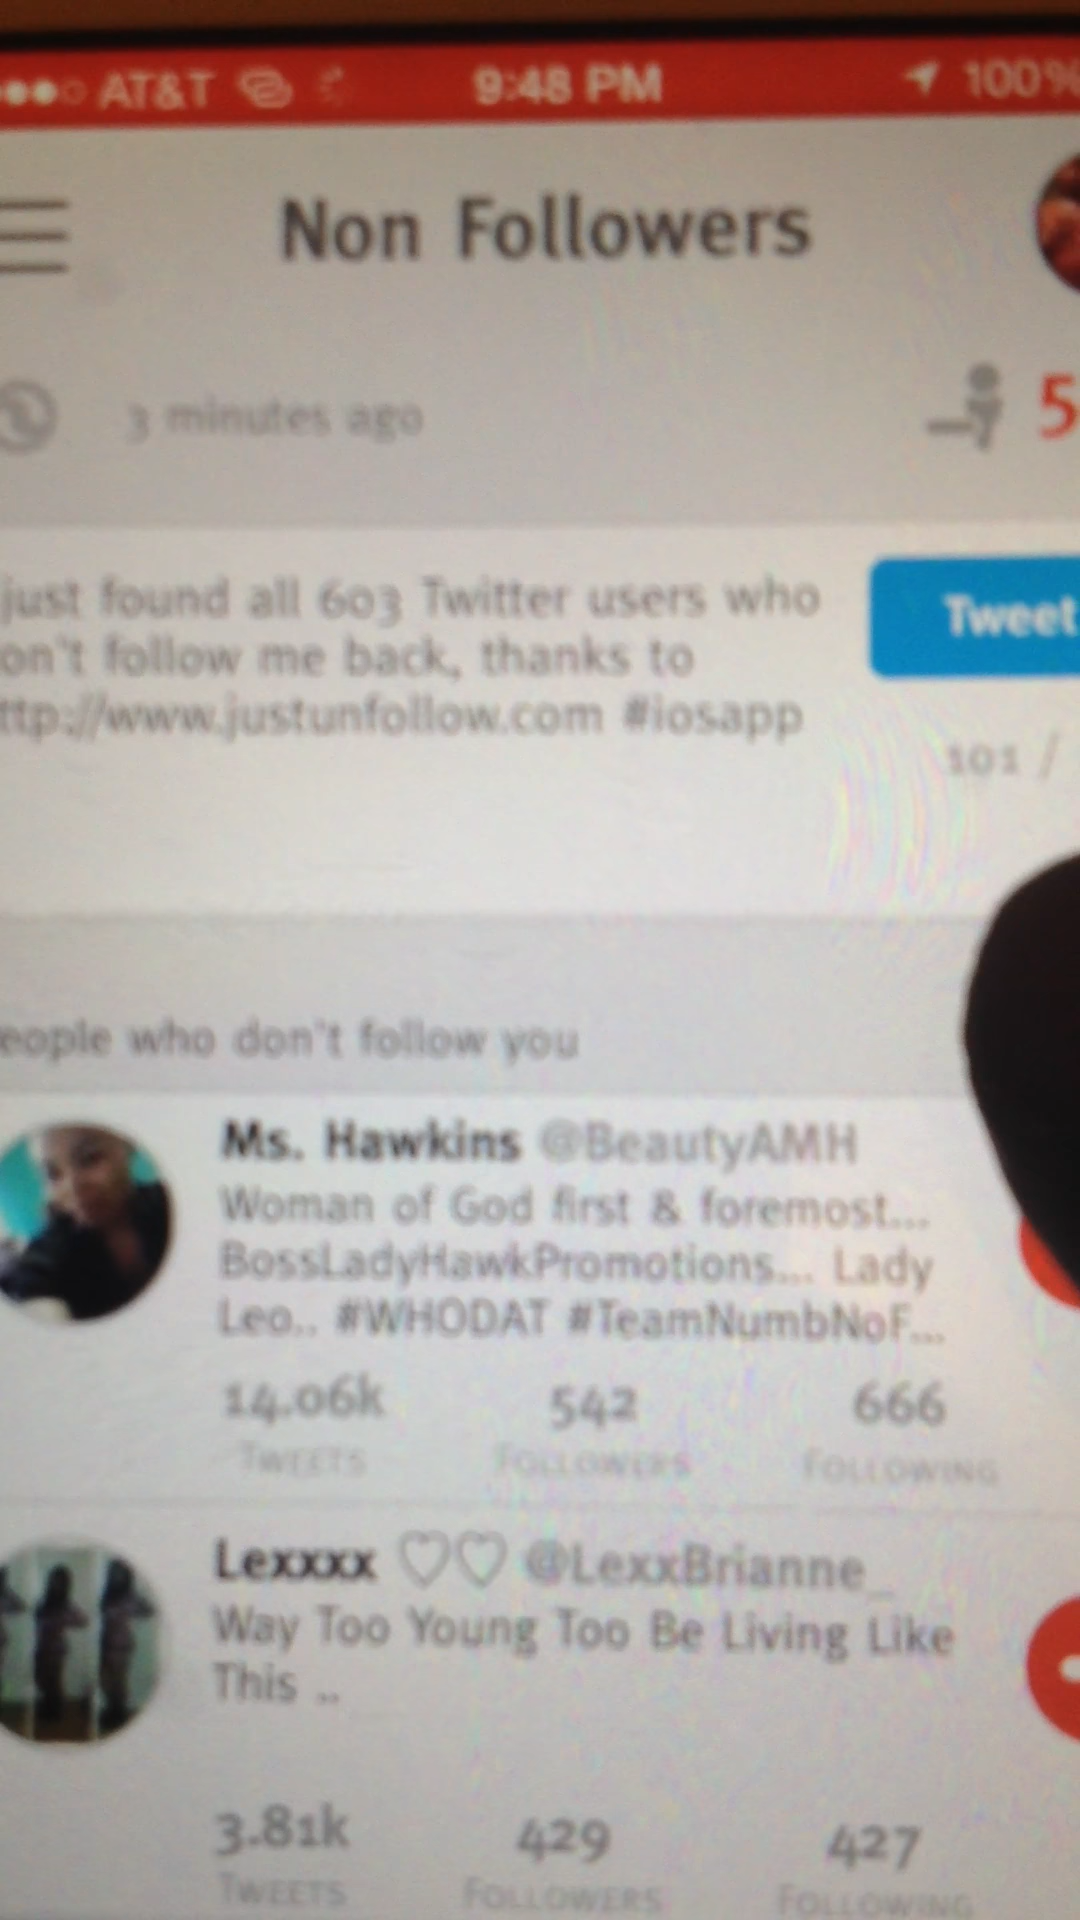 AT&T 9:48 PM 100%
Non Followers
3 minutes ago 5
just found all 603 Twitter users who
on't follow me back, thanks to
ttp://www.justunfollow.com #iosapp
Tweet
101 /
eople who don't follow you
Ms. Hawkins @BeautyAMH
Woman of God first & foremost...
BossLadyHawkPromotions... Lady
Leo.. #WHODAT #TeamNumbNoF...
14.06k 542 666
TWEETS FOLLOWERS FOLLOWING
Lexxxx ♡♡ @LexxBrianne_
Way Too Young Too Be Living Like
This ..
3.81k 429 427
TWEETS FOLLOWERS FOLLOWING